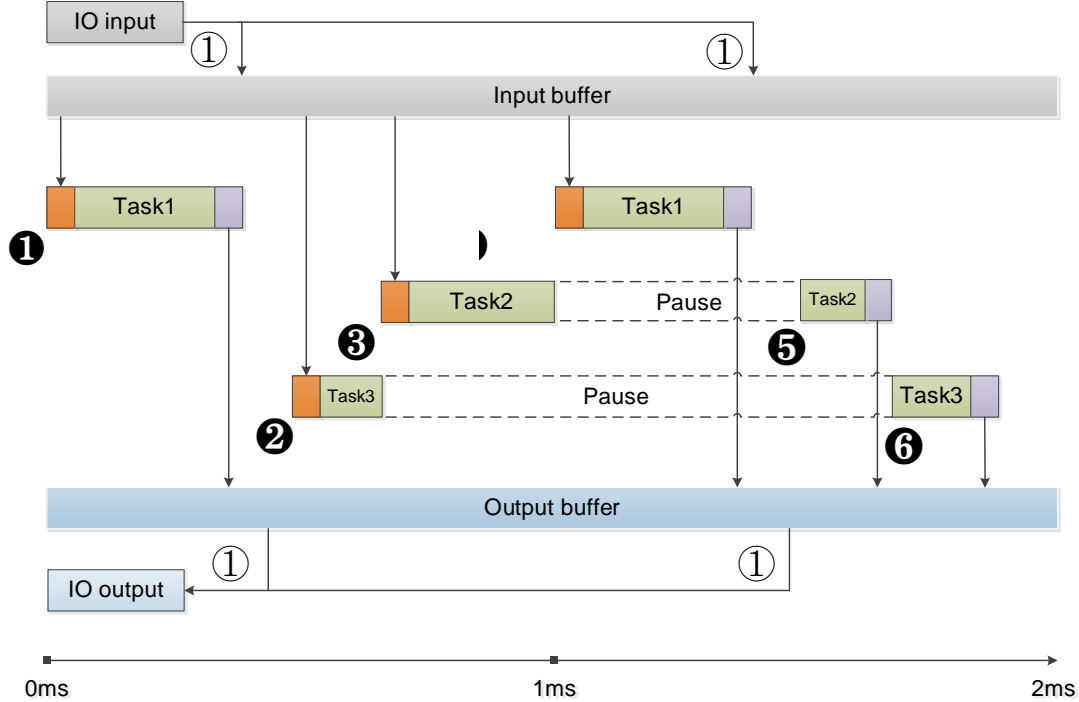 IO input
① ①
Input buffer
Task1 Task1
❶
Task2 Pause Task2
❸ ❺
Task3 Pause Task3
❷ ❻
Output buffer
① ①
IO output
0ms 1ms 2ms